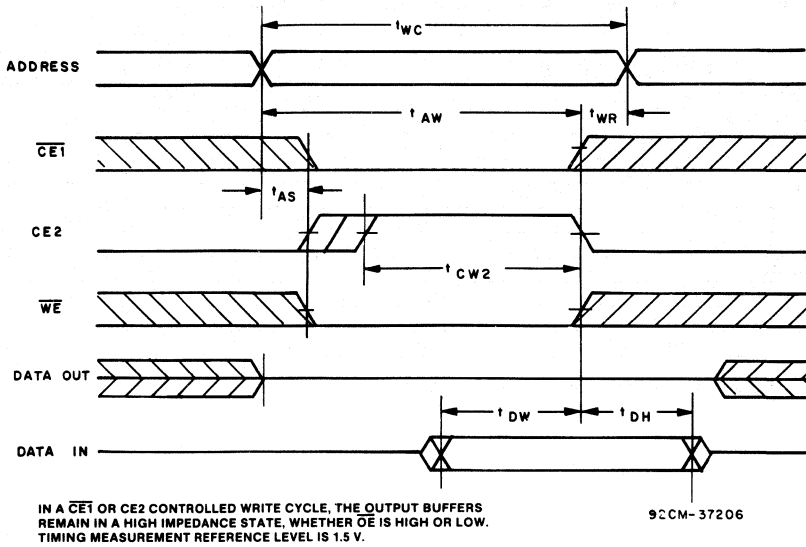 tWC
ADDRESS
tAW
tWR
CE1
tAS
CE2
tCW2
WE
DATA OUT
tDW
tDH
DATA IN
IN A CE1 OR CE2 CONTROLLED WRITE CYCLE, THE OUTPUT BUFFERS
REMAIN IN A HIGH IMPEDANCE STATE, WHETHER OE IS HIGH OR LOW.
TIMING MEASUREMENT REFERENCE LEVEL IS 1.5 V.
92CM-37206